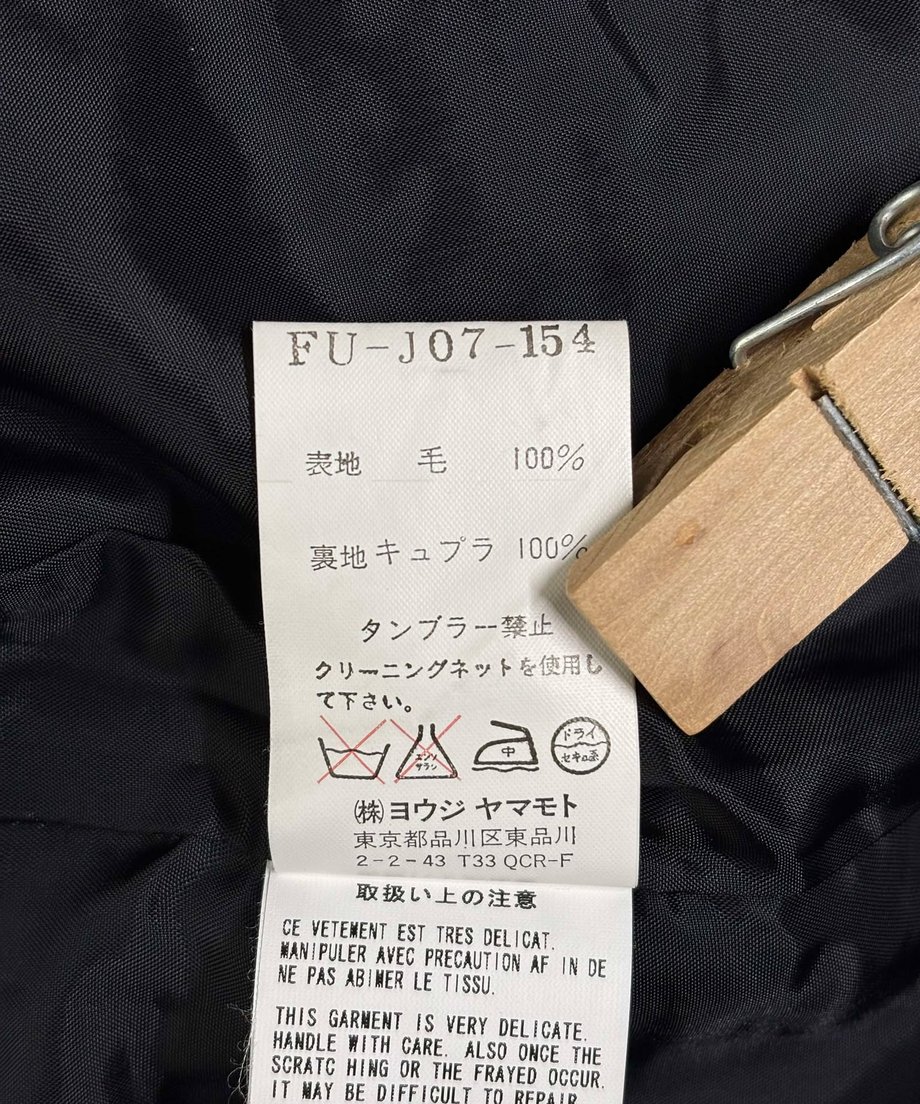 FU-J07-154
表地 毛 100%
裏地 キュプラ 100%
タンブラー禁止
クリーニングネットを使用し
て下さい。
エンソ サラシ
中
ドライ
セキユ系
㈱ヨウジ ヤマモト
東京都品川区東品川
2-2-43 T33 QCR-F
取扱い上の注意
CE VETEMENT EST TRES DELICAT.
MANIPULER AVEC PRECAUTION AF IN DE
NE PAS ABIMER LE TISSU.
THIS GARMENT IS VERY DELICATE.
HANDLE WITH CARE. ALSO ONCE THE
SCRATC HING OR THE FRAYED OCCUR.
IT MAY BE DIFFICULT TO REPAIR